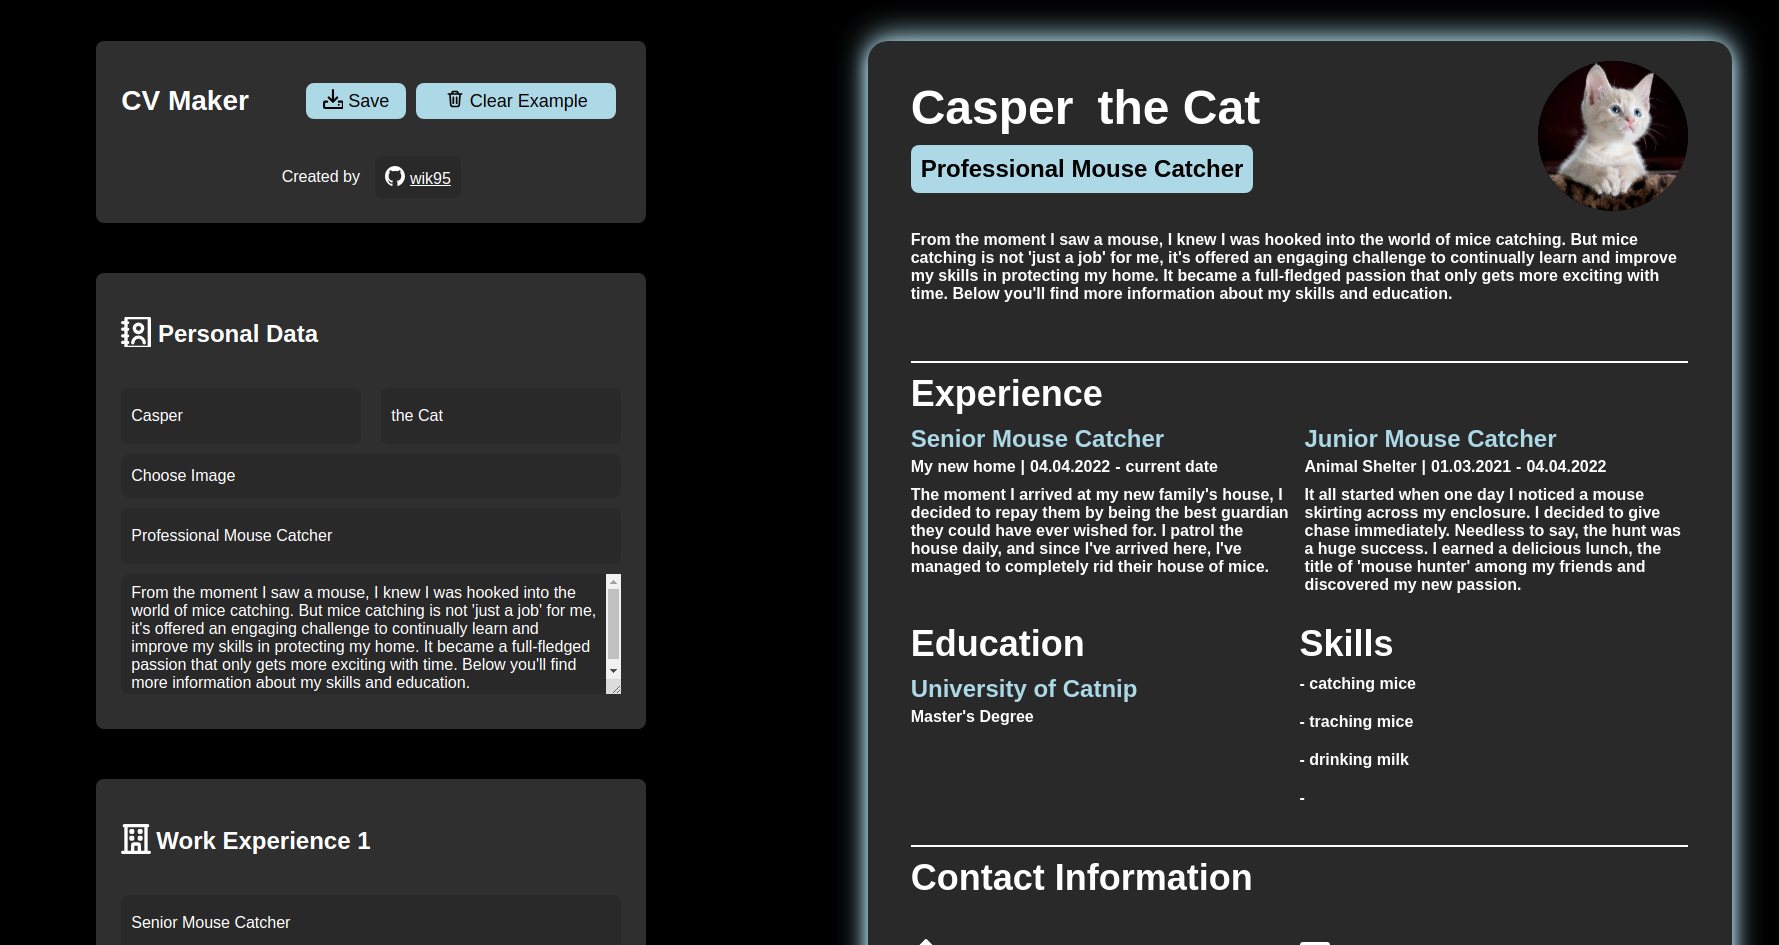 CV Maker
Save
Clear Example
Created by
wik95
Personal Data
Casper
the Cat
Choose Image
Professional Mouse Catcher
From the moment I saw a mouse, I knew I was hooked into the
world of mice catching. But mice catching is not 'just a job' for me,
it's offered an engaging challenge to continually learn and
improve my skills in protecting my home. It became a full-fledged
passion that only gets more exciting with time. Below you'll find
more information about my skills and education.
Work Experience 1
Senior Mouse Catcher
Casper the Cat
Professional Mouse Catcher
From the moment I saw a mouse, I knew I was hooked into the world of mice catching. But mice
catching is not 'just a job' for me, it's offered an engaging challenge to continually learn and improve
my skills in protecting my home. It became a full-fledged passion that only gets more exciting with
time. Below you'll find more information about my skills and education.
Experience
Senior Mouse Catcher
My new home | 04.04.2022 - current date
The moment I arrived at my new family's house, I
decided to repay them by being the best guardian
they could have ever wished for. I patrol the
house daily, and since I've arrived here, I've
managed to completely rid their house of mice.
Junior Mouse Catcher
Animal Shelter | 01.03.2021 - 04.04.2022
It all started when one day I noticed a mouse
skirting across my enclosure. I decided to give
chase immediately. Needless to say, the hunt was
a huge success. I earned a delicious lunch, the
title of 'mouse hunter' among my friends and
discovered my new passion.
Education
University of Catnip
Master's Degree
Skills
- catching mice
- traching mice
- drinking milk
-
Contact Information